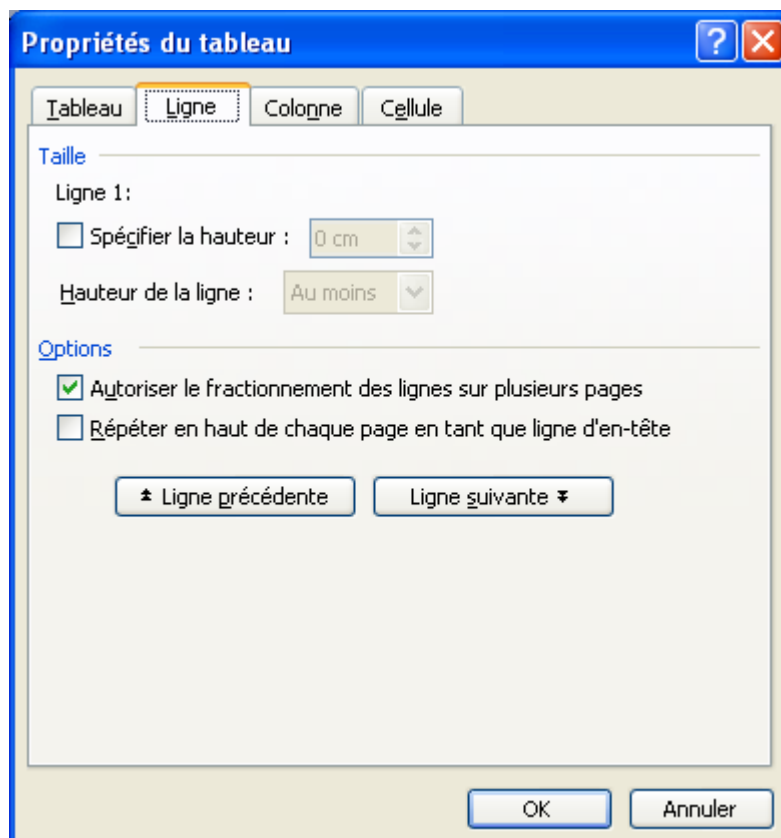 Propriétés du tableau
Tableau Ligne Colonne Cellule
Taille
Ligne 1:
Spécifier la hauteur : 0 cm
Hauteur de la ligne : Au moins
Options
Autoriser le fractionnement des lignes sur plusieurs pages
Répéter en haut de chaque page en tant que ligne d'en-tête
Ligne précédente Ligne suivante
OK Annuler